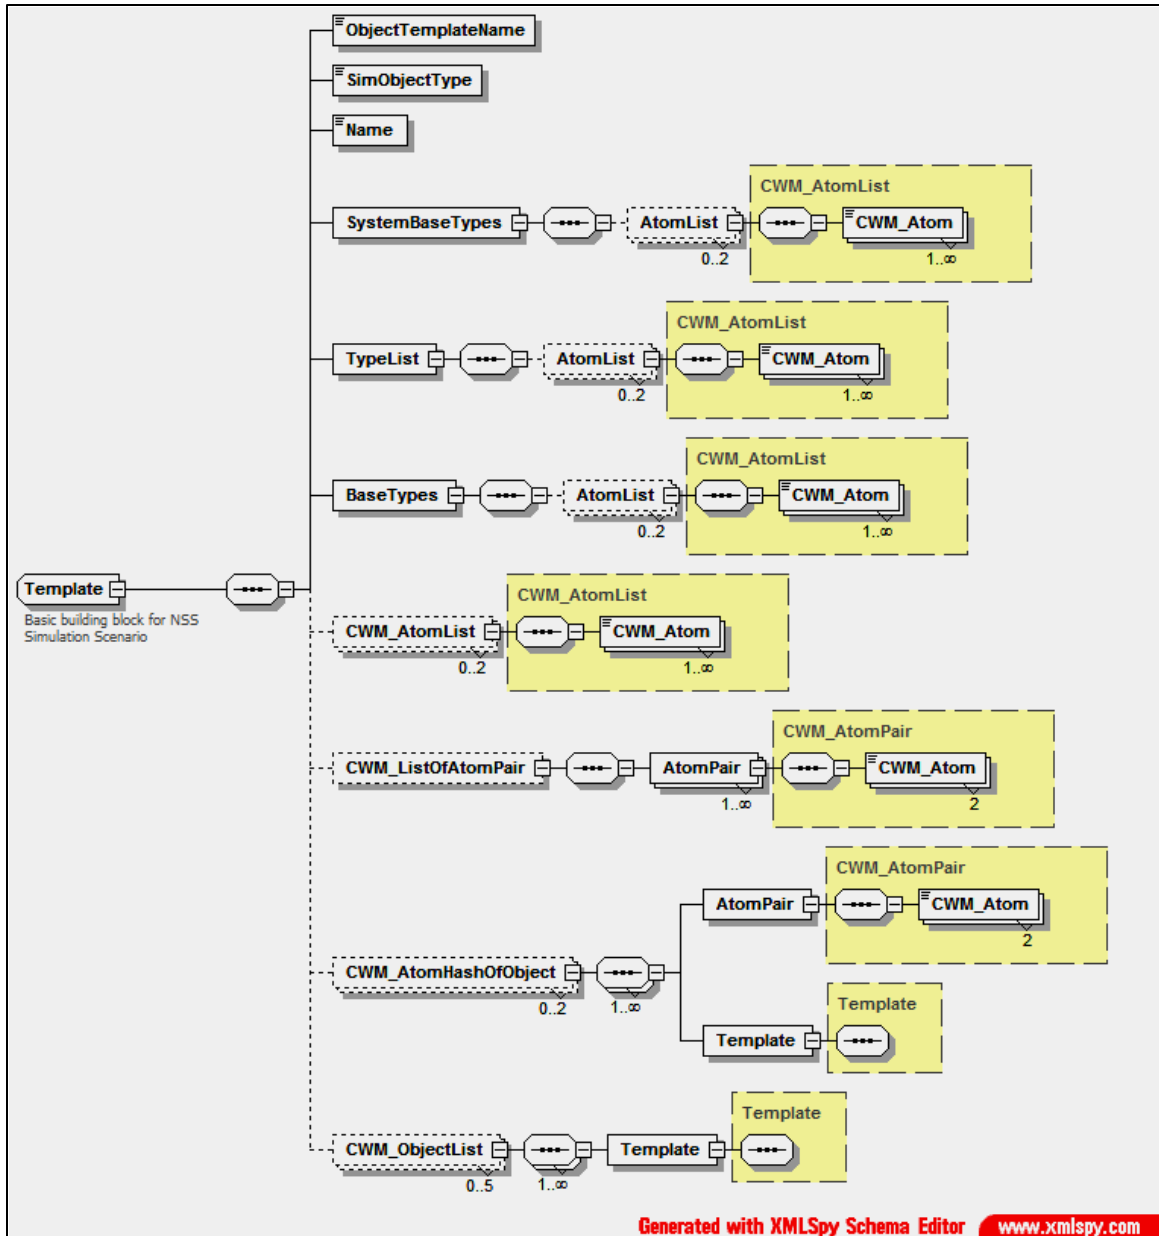 ObjectTemplateName
SimObjectType
Name
CWM_AtomList
SystemBaseTypes AtomList CWM_Atom
0..2 1..∞
CWM_AtomList
TypeList AtomList CWM_Atom
0..2 1..∞
CWM_AtomList
BaseTypes AtomList CWM_Atom
0..2 1..∞
Template
Basic building block for NSS
Simulation Scenario
CWM_AtomList
CWM_AtomList CWM_Atom
0..2 1..∞
CWM_AtomPair
CWM_ListOfAtomPair AtomPair CWM_Atom
1..∞ 2
CWM_AtomPair
AtomPair CWM_Atom
2
CWM_AtomHashOfObject
0..2 1..∞
Template
Template
Template
CWM_ObjectList Template
0..5 1..∞
Generated with XMLSpy Schema Editor www.xmlspy.com